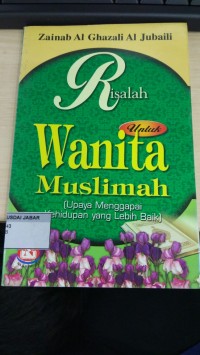 Zainab Al Ghazali Al Jubaili
Risalah
Untuk
Wanita
Muslimah
(Upaya Menggapai
Kehidupan yang Lebih Baik)